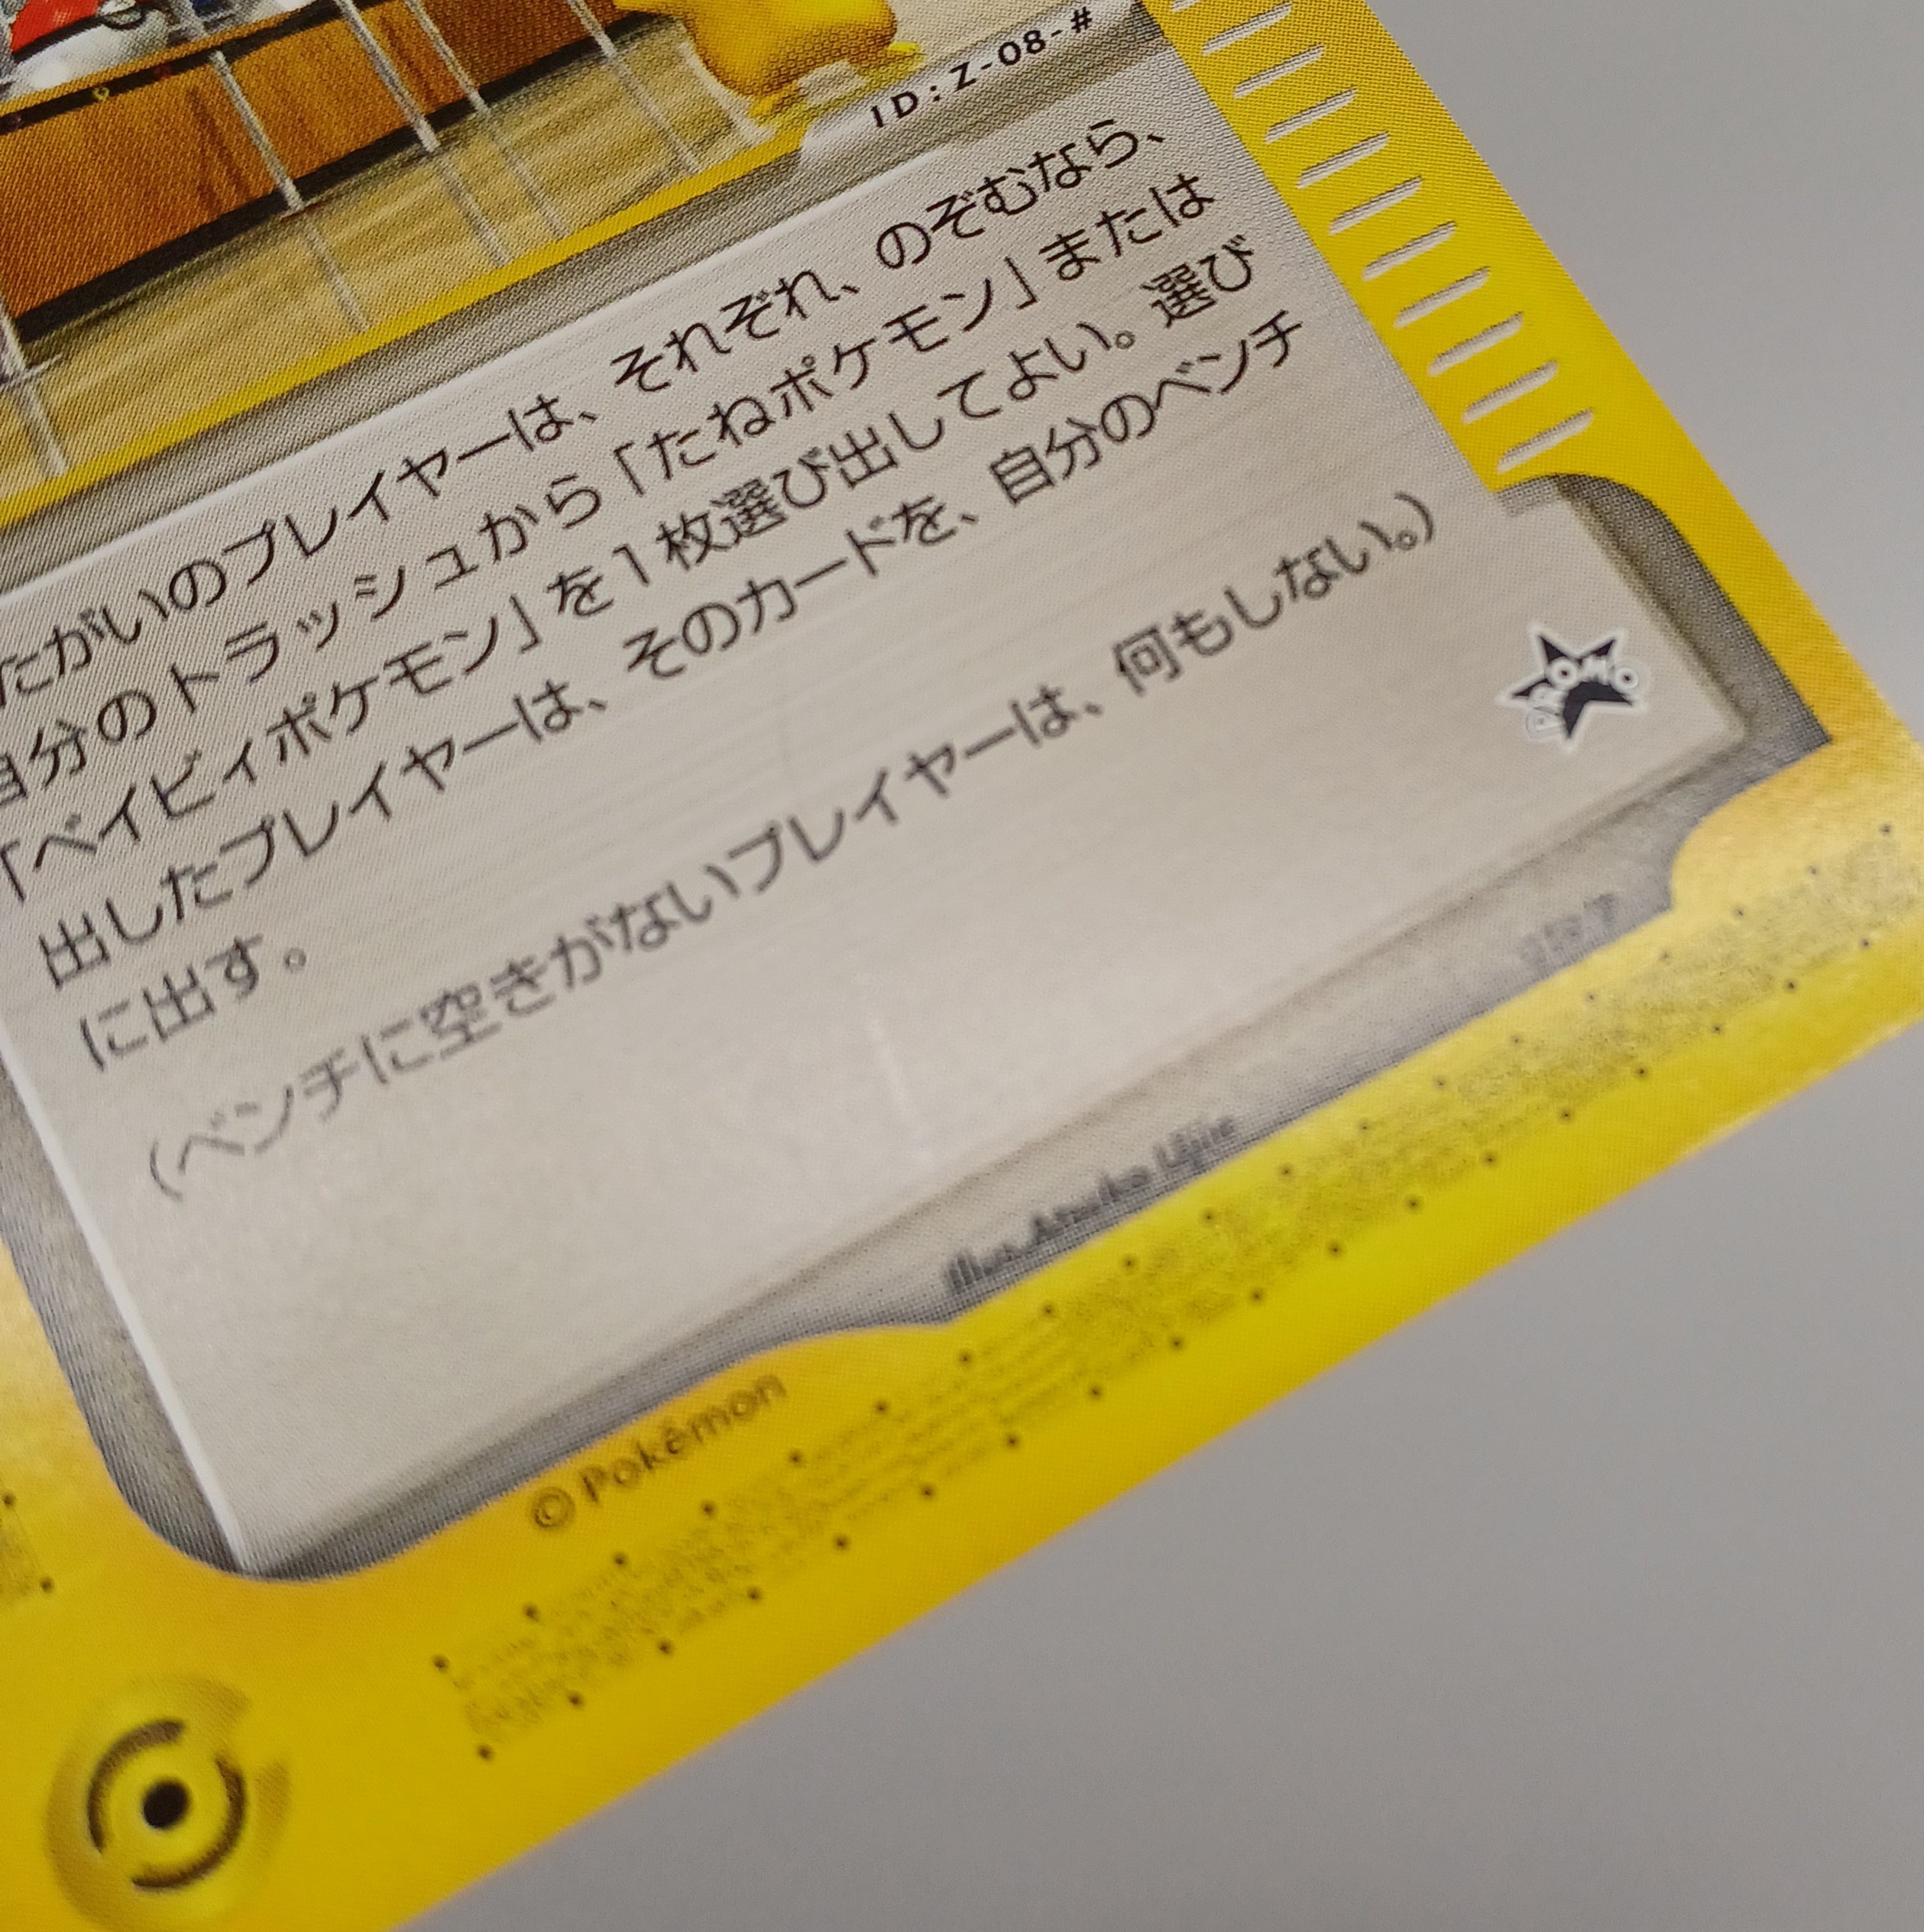 ID:Z-08-#
たがいのプレイヤーは、それぞれ、のぞむなら、
自分のトラッシュから「たねポケモン」または
「ベイビィポケモン」を1枚選び出してよい。選び
出したプレイヤーは、そのカードを、自分のベンチ
に出す。
(ベンチに空きがないプレイヤーは、何もしない。)
PROMO
Illus. Atsuko Ujiie
© Pokémon